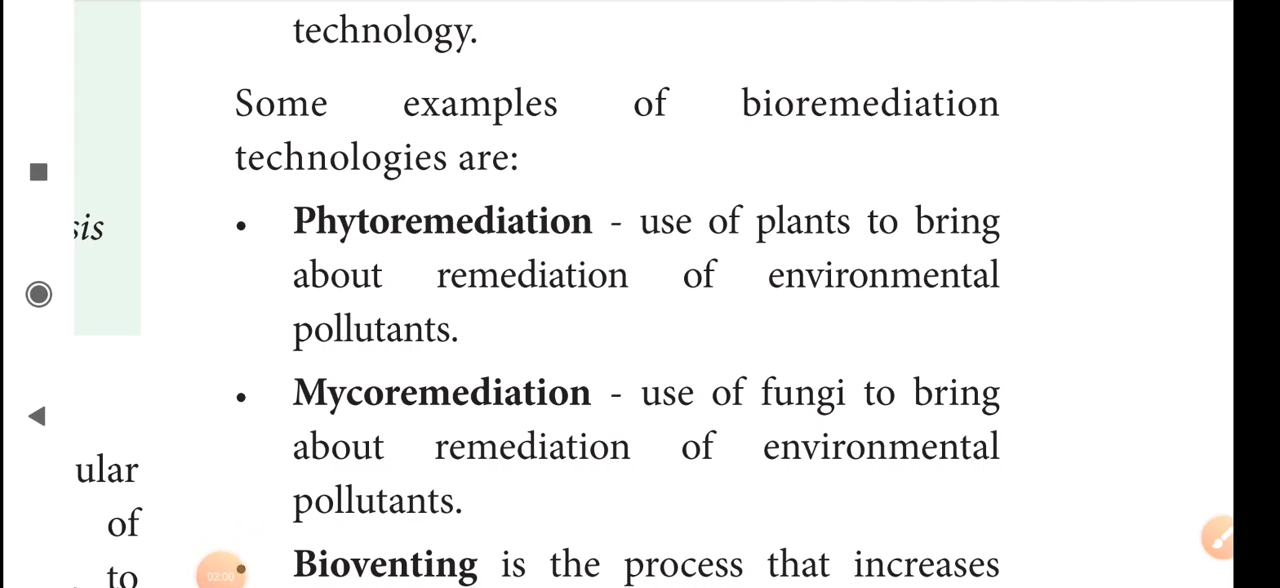 technology.
Some examples of bioremediation
technologies are:
• Phytoremediation - use of plants to bring
about remediation of environmental
pollutants.
• Mycoremediation - use of fungi to bring
about remediation of environmental
pollutants.
Bioventing is the process that increases
sis
ular
of
to
03:00